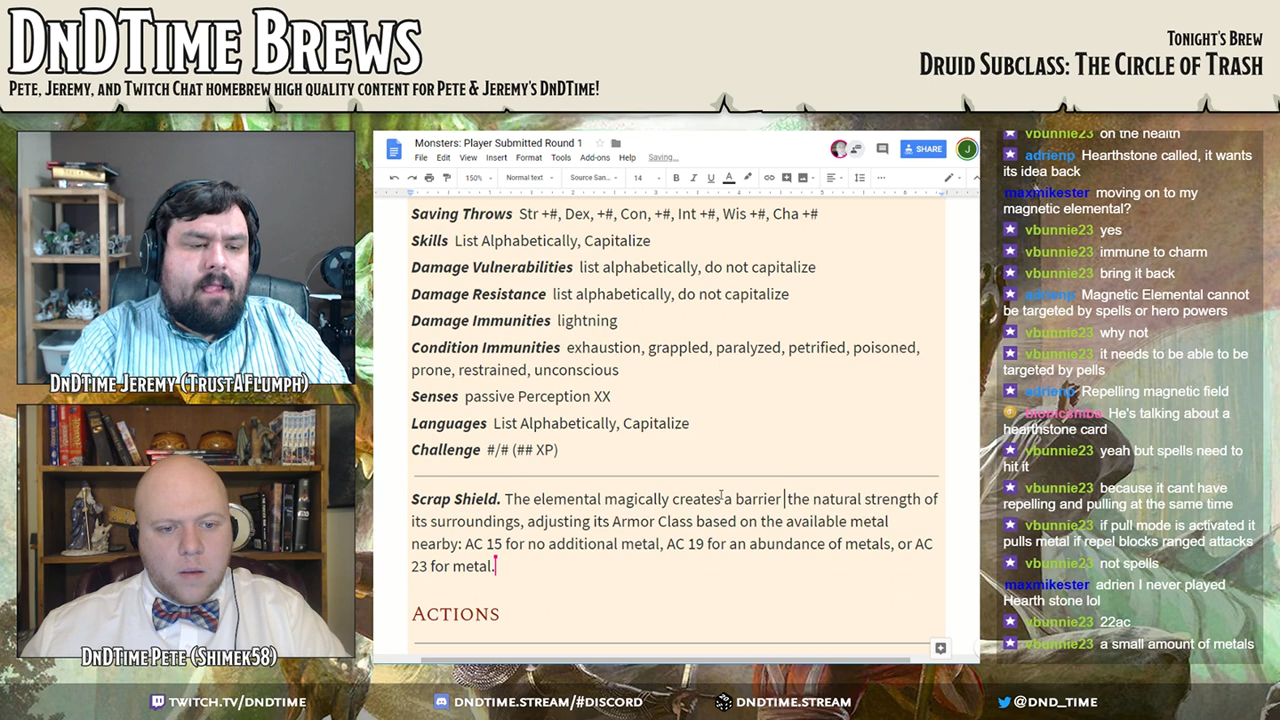 DnDTime Brews
Pete, Jeremy, and Twitch Chat homebrew high quality content for Pete & Jeremy's DnDTime!
Tonight's Brew
Druid Subclass: The Circle of Trash
DnDTime Jeremy (TrustAFlumph)
DnDTime Pete (Shimek58)
Monsters: Player Submitted Round 1
File Edit View Insert Format Tools Add-ons Help Saving...
SHARE
J
150% Normal text Source San... 14 B I U A
Saving Throws Str +#, Dex, +#, Con, +#, Int +#, Wis +#, Cha +#
Skills List Alphabetically, Capitalize
Damage Vulnerabilities list alphabetically, do not capitalize
Damage Resistance list alphabetically, do not capitalize
Damage Immunities lightning
Condition Immunities exhaustion, grappled, paralyzed, petrified, poisoned,
prone, restrained, unconscious
Senses passive Perception XX
Languages List Alphabetically, Capitalize
Challenge #/# (## XP)
Scrap Shield. The elemental magically creates a barrier the natural strength of
its surroundings, adjusting its Armor Class based on the available metal
nearby: AC 15 for no additional metal, AC 19 for an abundance of metals, or AC
23 for metal.
Actions
vbunnie23 on the health
adrienp Hearthstone called, it wants
its idea back
maxmikester moving on to my
magnetic elemental?
vbunnie23 yes
vbunnie23 immune to charm
vbunnie23 bring it back
adrienp Magnetic Elemental cannot
be targeted by spells or hero powers
vbunnie23 why not
vbunnie23 it needs to be able to be
targeted by pells
adrienp Repelling magnetic field
He's talking about a
hearthstone card
vbunnie23 yeah but spells need to
hit it
vbunnie23 because it cant have
repelling and pulling at the same time
vbunnie23 if pull mode is activated it
pulls metal if repel blocks ranged attacks
vbunnie23 not spells
maxmikester adrien I never played
Hearth stone lol
vbunnie23 22ac
vbunnie23 a small amount of metals
twitch.tv/dndtime
dndtime.stream/#discord
dndtime.stream
@dnd_time